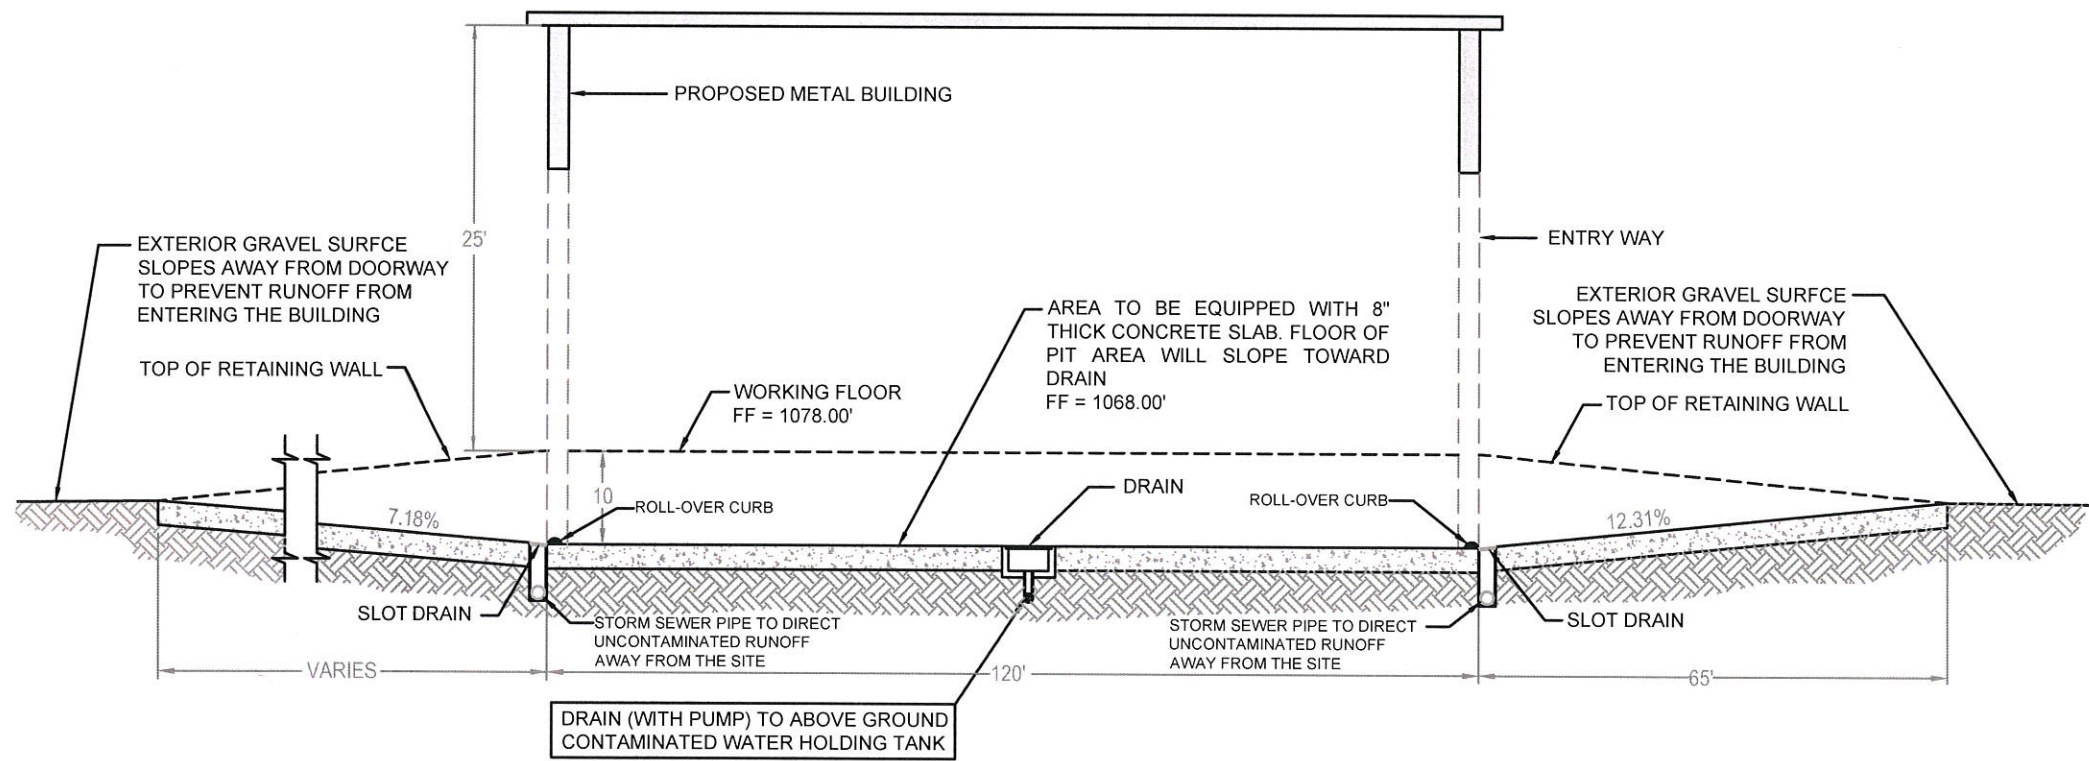 PROPOSED METAL BUILDING
25'
EXTERIOR GRAVEL SURFCE
SLOPES AWAY FROM DOORWAY
TO PREVENT RUNOFF FROM
ENTERING THE BUILDING
TOP OF RETAINING WALL
WORKING FLOOR
FF = 1078.00'
AREA TO BE EQUIPPED WITH 8"
THICK CONCRETE SLAB. FLOOR OF
PIT AREA WILL SLOPE TOWARD
DRAIN
FF = 1068.00'
ENTRY WAY
EXTERIOR GRAVEL SURFCE
SLOPES AWAY FROM DOORWAY
TO PREVENT RUNOFF FROM
ENTERING THE BUILDING
TOP OF RETAINING WALL
7.18%
10
ROLL-OVER CURB
DRAIN
ROLL-OVER CURB
12.31%
SLOT DRAIN
STORM SEWER PIPE TO DIRECT
UNCONTAMINATED RUNOFF
AWAY FROM THE SITE
STORM SEWER PIPE TO DIRECT
UNCONTAMINATED RUNOFF
AWAY FROM THE SITE
SLOT DRAIN
VARIES
120'
65'
DRAIN (WITH PUMP) TO ABOVE GROUND
CONTAMINATED WATER HOLDING TANK